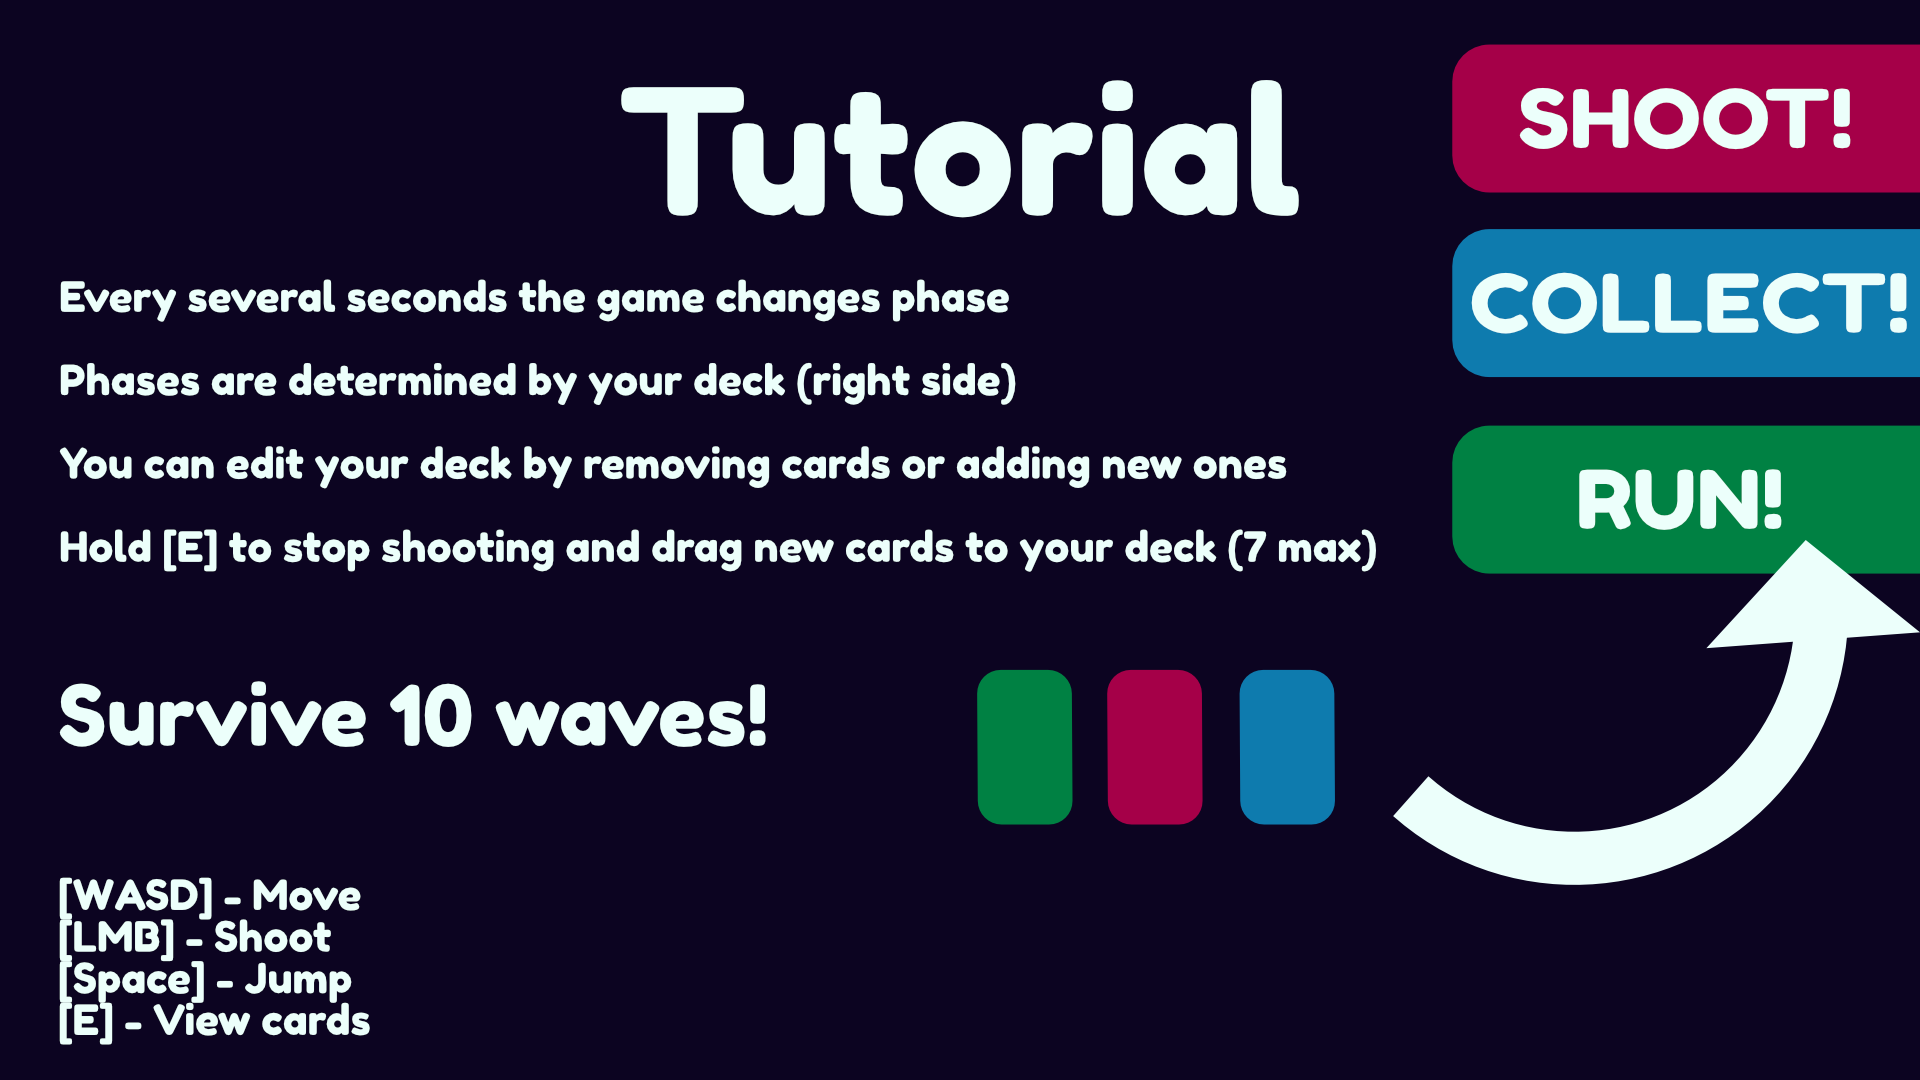 Tutorial
Every several seconds the game changes phase
Phases are determined by your deck (right side)
You can edit your deck by removing cards or adding new ones
Hold [E] to stop shooting and drag new cards to your deck (7 max)
Survive 10 waves!
[WASD] - Move
[LMB] - Shoot
[Space] - Jump
[E] - View cards
SHOOT!
COLLECT!
RUN!